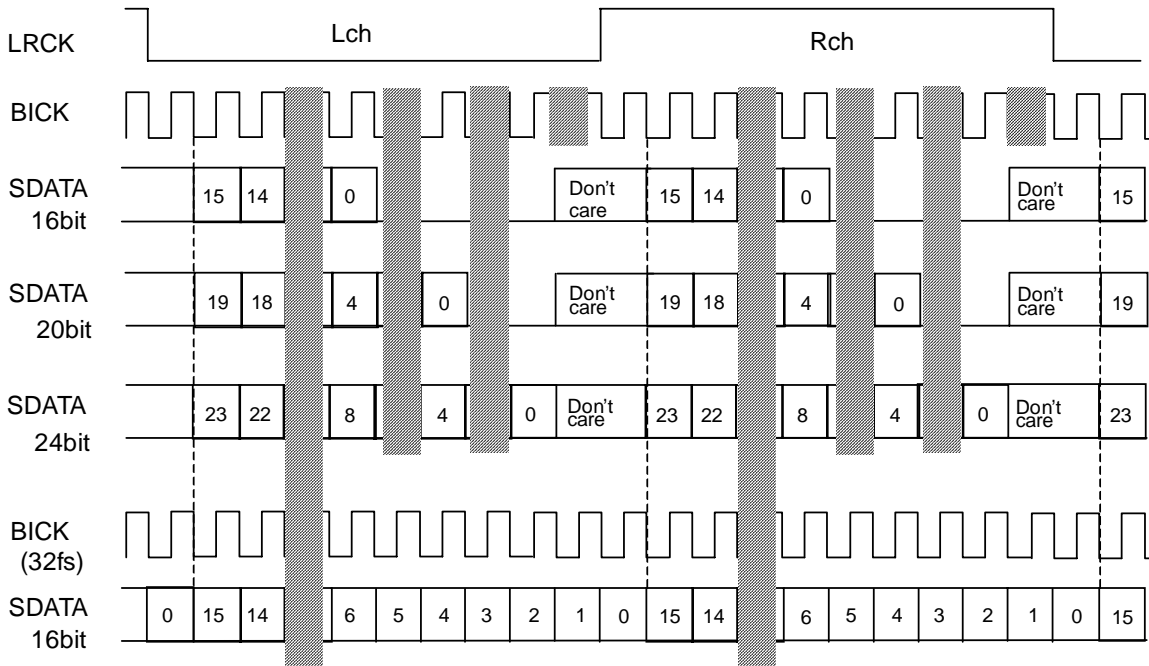 LRCK Lch Rch
BICK
SDATA 15 14 0 Don't 15 14 0 Don't 15
16bit care care
SDATA 19 18 4 0 Don't 19 18 4 0 Don't 19
20bit care care
SDATA 23 22 8 4 0 Don't 23 22 8 4 0 Don't 23
24bit care care
BICK
(32fs)
SDATA 0 15 14 6 5 4 3 2 1 0 15 14 6 5 4 3 2 1 0 15
16bit